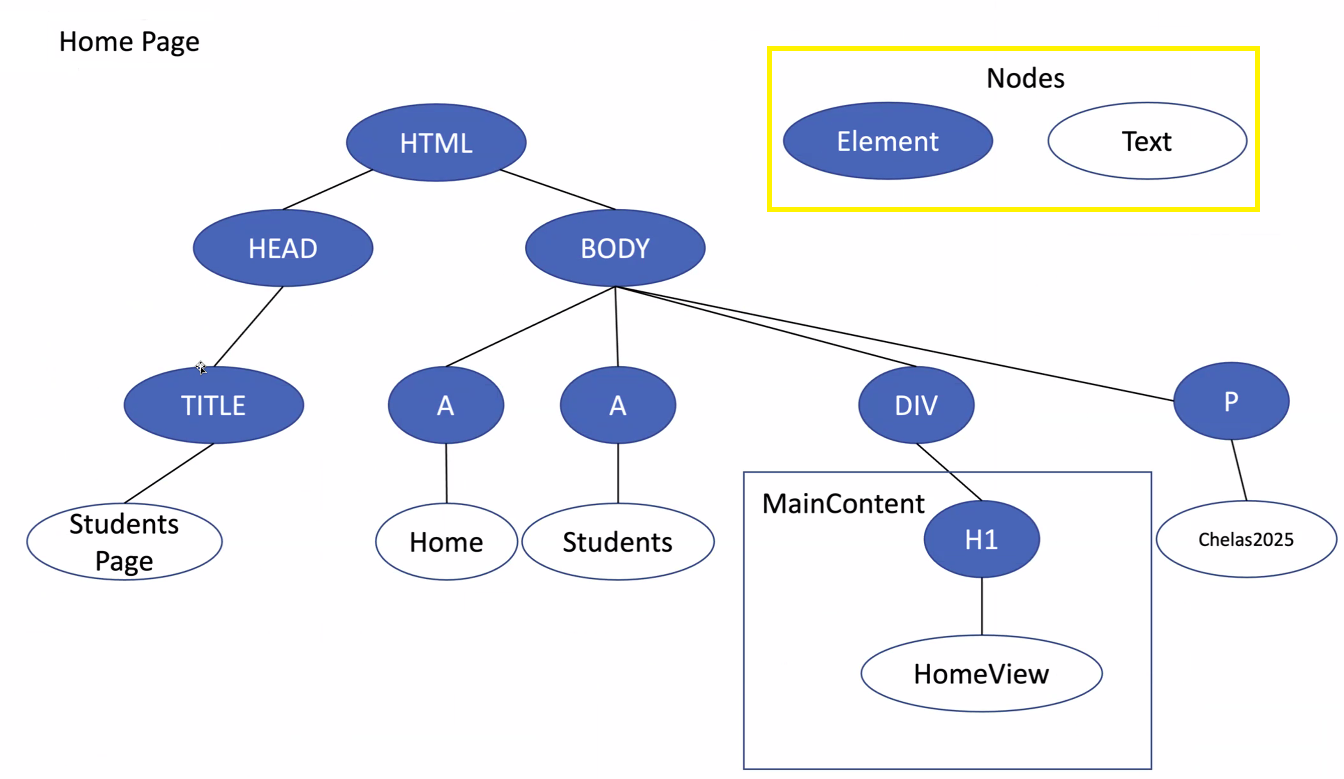 Home Page
Nodes
Element
Text
HTML
HEAD
BODY
TITLE
A
A
DIV
P
Students
Page
Home
Students
MainContent
H1
Chelas2025
HomeView